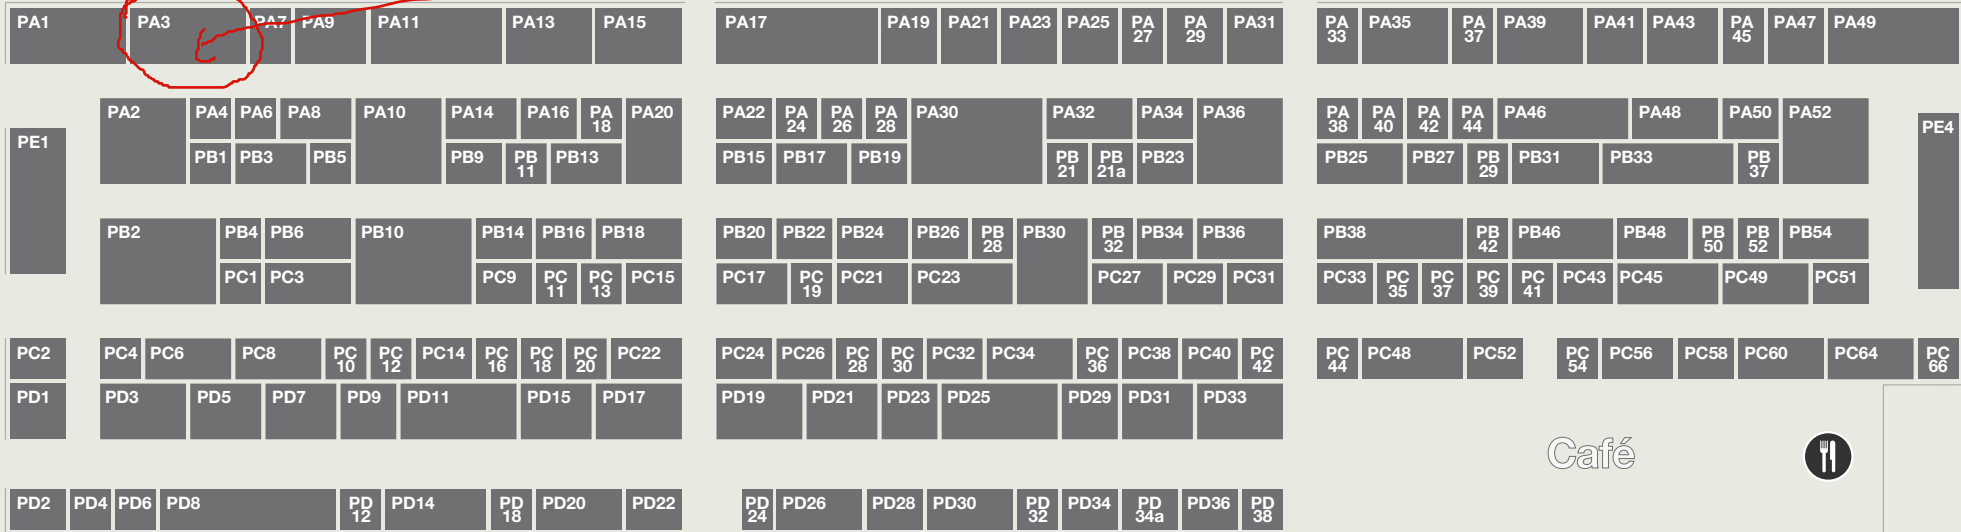 PA1 PA3 PA7 PA9 PA11 PA13 PA15 PA17 PA19 PA21 PA23 PA25 PA 27 PA 29 PA31 PA 33 PA35 PA 37 PA39 PA41 PA43 PA 45 PA47 PA49
PA2 PA4 PA6 PA8 PA10 PA14 PA16 PA 18 PA20 PA22 PA 24 PA 26 PA 28 PA30 PA32 PA34 PA36 PA 38 PA 40 PA 42 PA 44 PA46 PA48 PA50 PA52
PE1 PE4
PB1 PB3 PB5 PB9 PB 11 PB13 PB15 PB17 PB19 PB 21 PB 21a PB23 PB25 PB27 PB 29 PB31 PB33 PB 37
PB2 PB4 PB6 PB10 PB14 PB16 PB18 PB20 PB22 PB24 PB26 PB 28 PB30 PB 32 PB34 PB36 PB38 PB 42 PB46 PB48 PB 50 PB 52 PB54
PC1 PC3 PC9 PC 11 PC 13 PC15 PC17 PC 19 PC21 PC23 PC27 PC29 PC31 PC33 PC 35 PC 37 PC 39 PC 41 PC43 PC45 PC49 PC51
PC2 PC4 PC6 PC8 PC 10 PC 12 PC14 PC 16 PC 18 PC 20 PC22 PC24 PC26 PC 28 PC 30 PC32 PC34 PC 36 PC38 PC40 PC 42 PC 44 PC48 PC52 PC 54 PC56 PC58 PC60 PC64 PC 66
PD1 PD3 PD5 PD7 PD9 PD11 PD15 PD17 PD19 PD21 PD23 PD25 PD29 PD31 PD33
Café
PD2 PD4 PD6 PD8 PD 12 PD14 PD 18 PD20 PD22 PD 24 PD26 PD28 PD30 PD 32 PD34 PD 34a PD36 PD 38